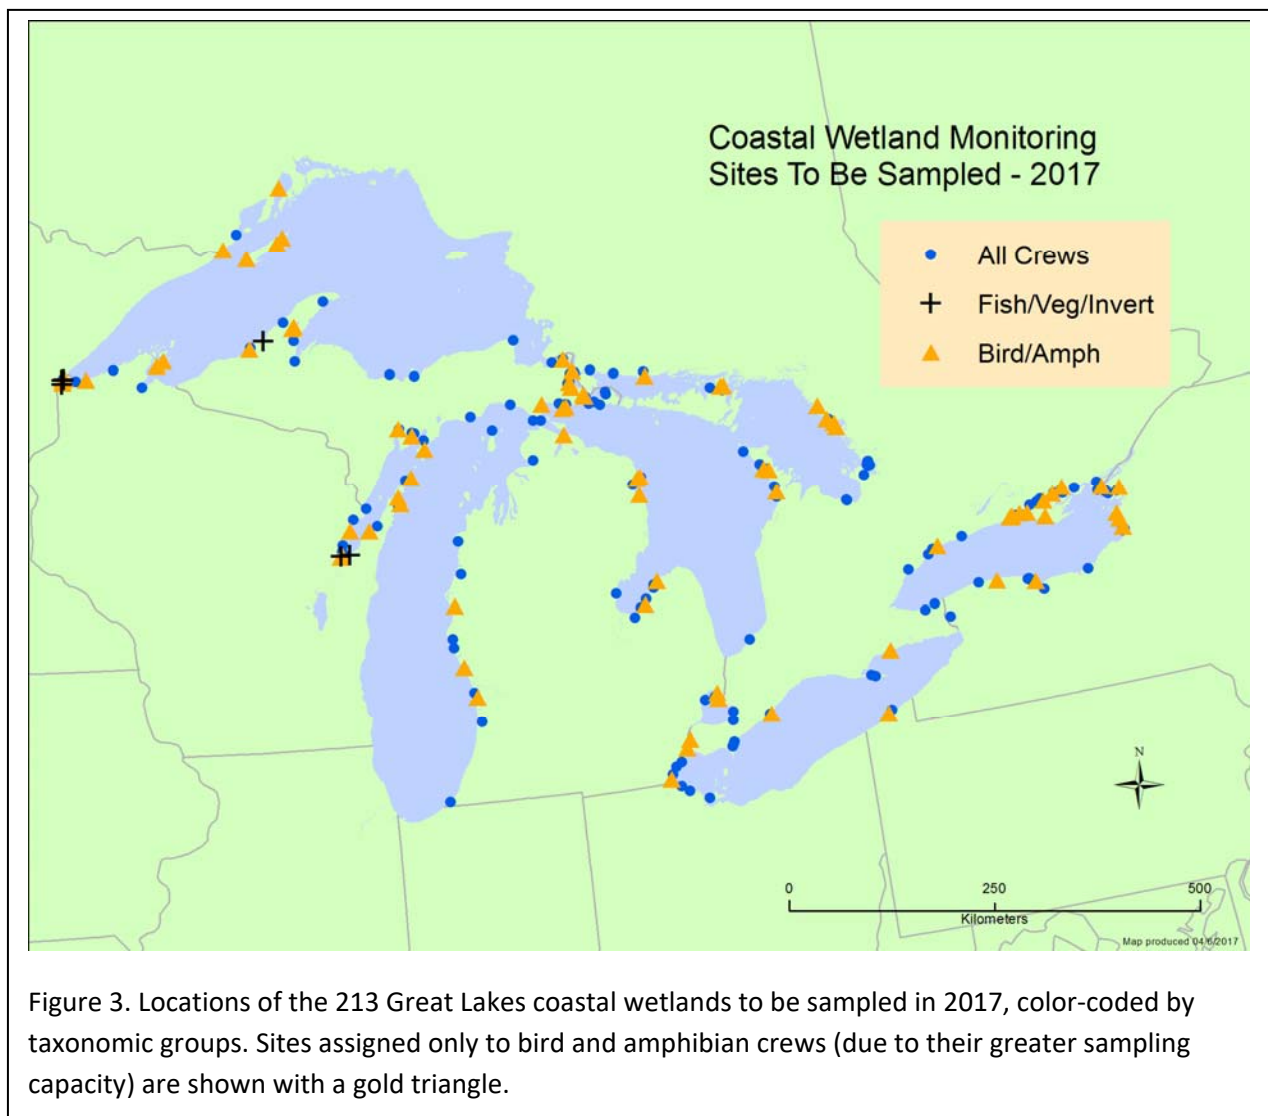 Coastal Wetland Monitoring
Sites To Be Sampled - 2017
All Crews
Fish/Veg/Invert
Bird/Amph
N
0 250 500
Kilometers
Map produced 04/6/2017
Figure 3. Locations of the 213 Great Lakes coastal wetlands to be sampled in 2017, color-coded by
taxonomic groups. Sites assigned only to bird and amphibian crews (due to their greater sampling
capacity) are shown with a gold triangle.